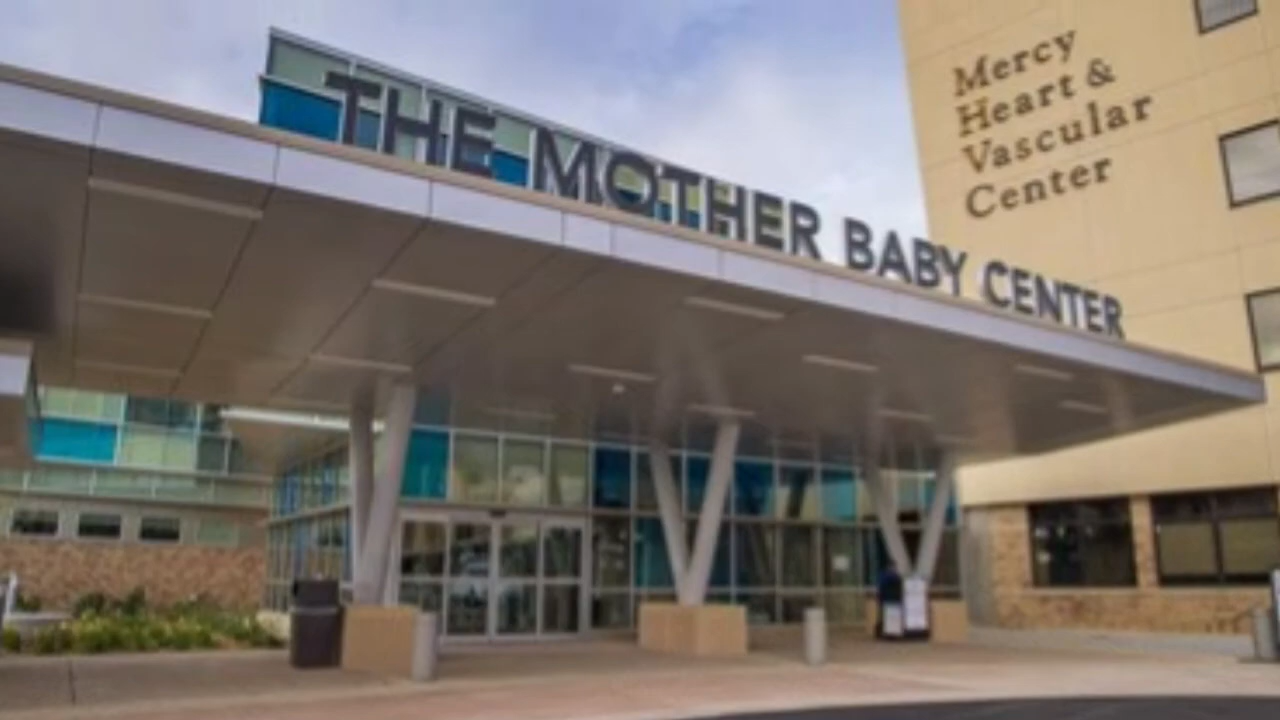 THE MOTHER BABY CENTER
Mercy
Heart &
Vascular
Center